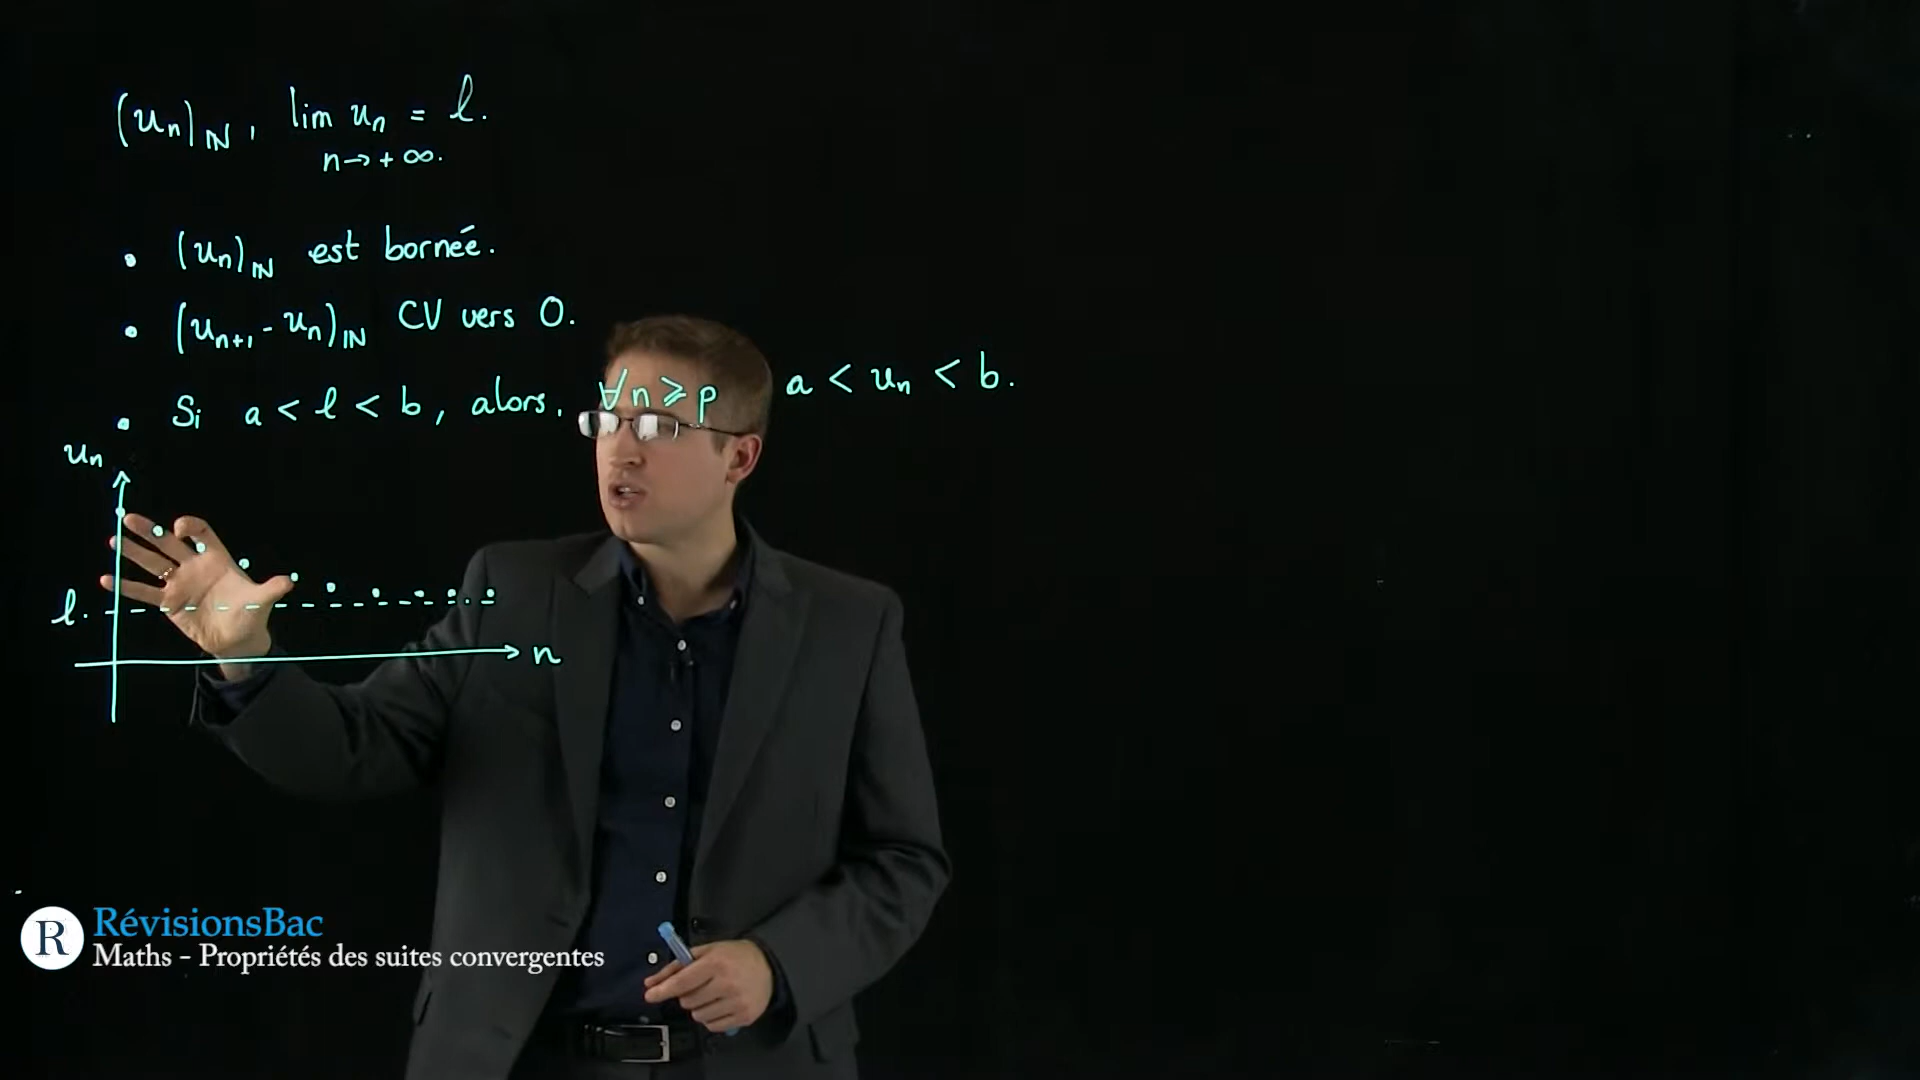 (uₙ)ℕ, lim uₙ = ℓ.
n→+∞.
• (uₙ)ℕ est bornée.
• (uₙ₊₁ - uₙ)ℕ CV vers 0.
• Si a < ℓ < b, alors, ∀n ⩾ p a < uₙ < b.
uₙ
ℓ.
n
R RévisionsBac
Maths - Propriétés des suites convergentes